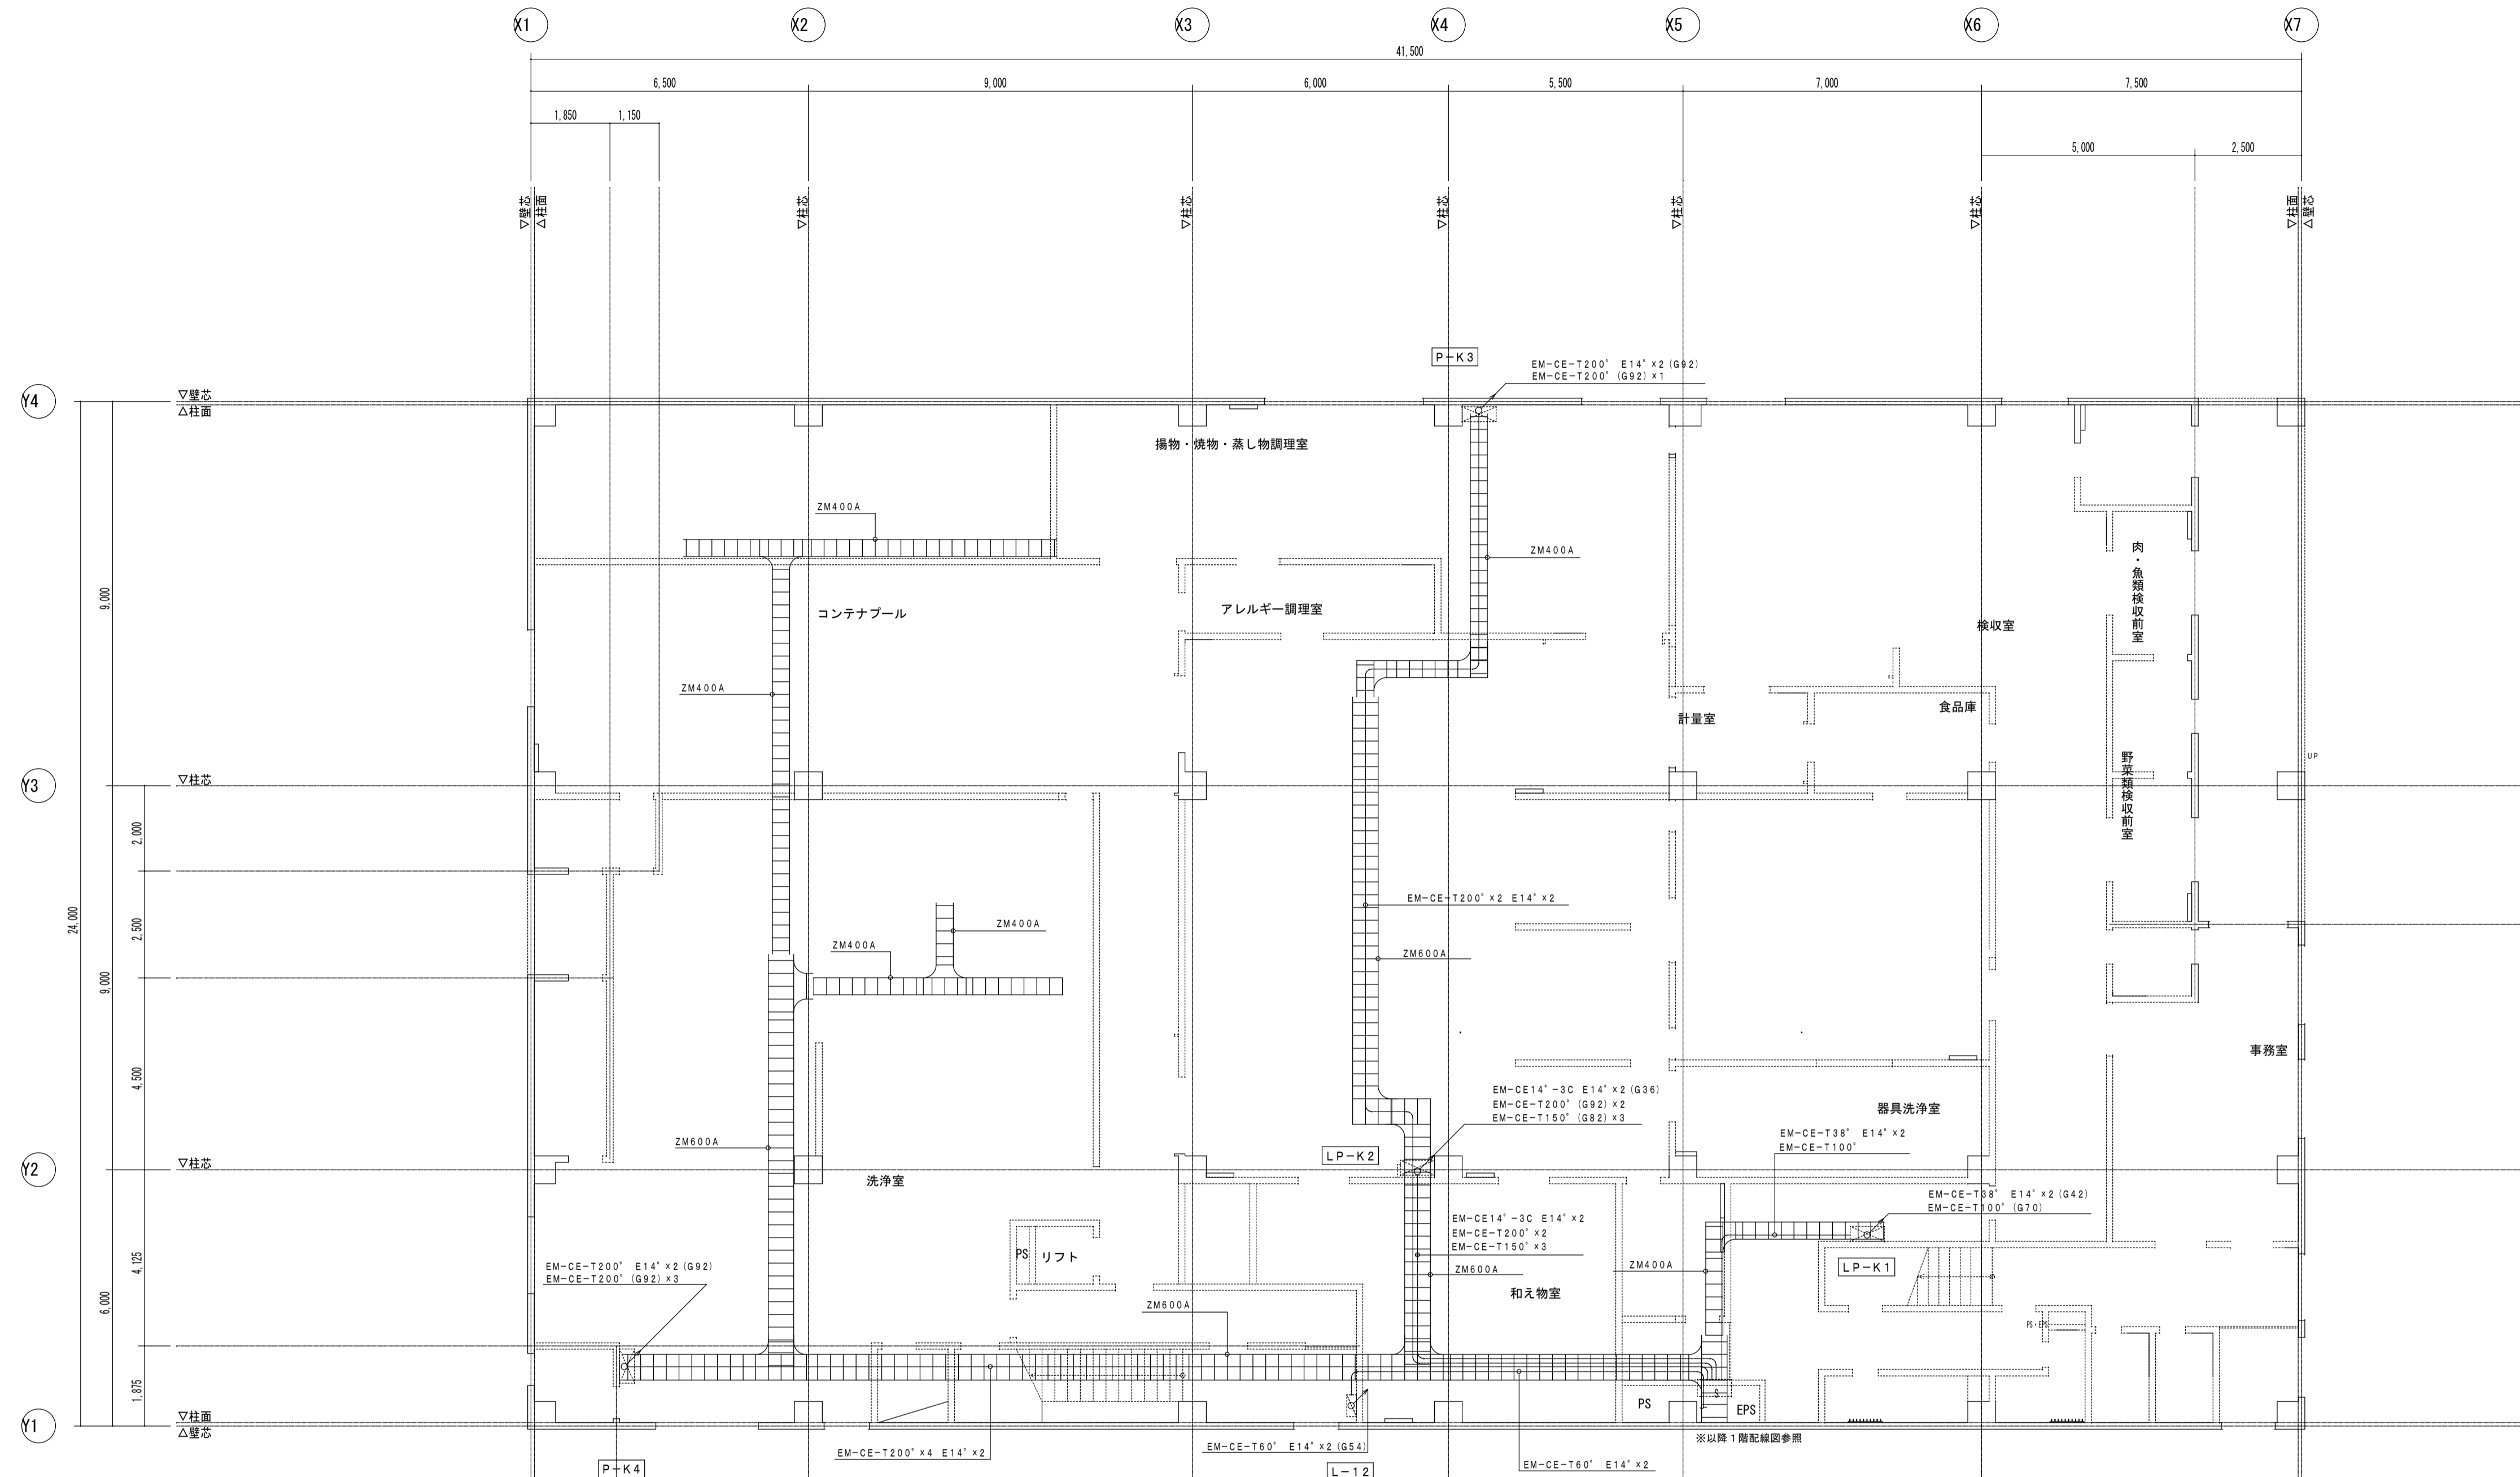 X1
X2
X3
X4
X5
X6
X7
41,500
6,500
9,000
6,000
5,500
7,000
7,500
1,850
1,150
5,000
2,500
▽壁芯
△柱面
▽柱芯
▽柱芯
▽柱芯
▽柱芯
▽柱芯
▽柱面
△壁芯
P-K3
EM-CE-T200° E14°×2(G92)
EM-CE-T200°(G92)×1
Y4
▽壁芯
△柱面
揚物・焼物・蒸し物調理室
ZM400A
ZM400A
肉・魚類検収前室
9,000
9,000
コンテナプール
アレルギー調理室
検収室
ZM400A
計量室
食品庫
野菜類検収前室
UP
Y3
▽柱芯
2,000
24,000
2,500
EM-CE-T200°×2 E14°×2
ZM400A
ZM400A
ZM600A
事務室
4,500
EM-CE14°-3C E14°×2(G36)
EM-CE-T200°(G92)×2
EM-CE-T150°(G82)×3
器具洗浄室
ZM600A
LP-K2
EM-CE-T38° E14°×2
EM-CE-T100°
Y2
▽柱芯
洗浄室
EM-CE-T38° E14°×2(G42)
EM-CE-T100°(G70)
EM-CE14°-3C E14°×2
EM-CE-T200°×2
EM-CE-T150°×3
4,125
PS
リフト
EM-CE-T200° E14°×2(G92)
EM-CE-T200°(G92)×3
ZM600A
ZM400A
LP-K1
6,000
和え物室
ZM600A
PS・EPS
1,875
S
PS
EPS
Y1
▽柱面
△壁芯
※以降1階配線図参照
EM-CE-T200°×4 E14°×2
EM-CE-T60° E14°×2(G54)
EM-CE-T60° E14°×2
P-K4
L-12